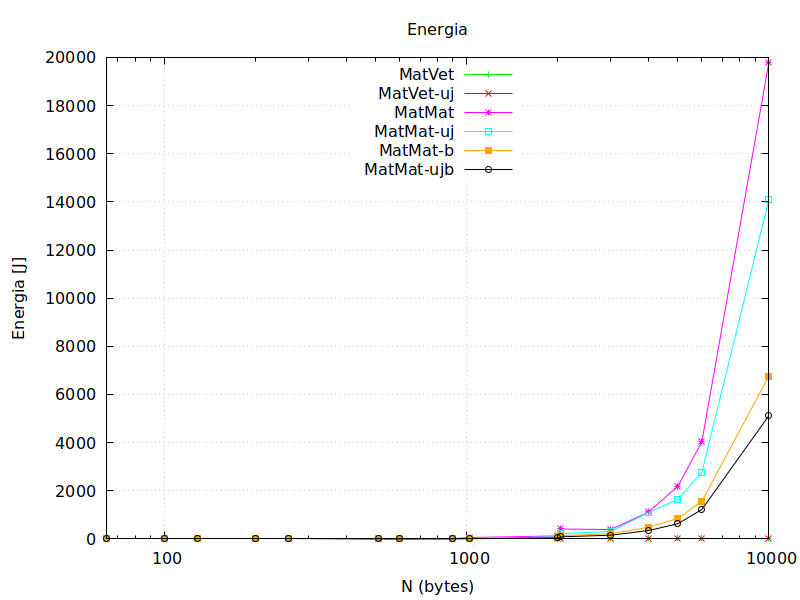 Energia
20000
18000
16000
14000
12000
10000
8000
6000
4000
2000
0
Energia [J]
MatVet
MatVet-uj
MatMat
MatMat-uj
MatMat-b
MatMat-ujb
100
1000
10000
N (bytes)